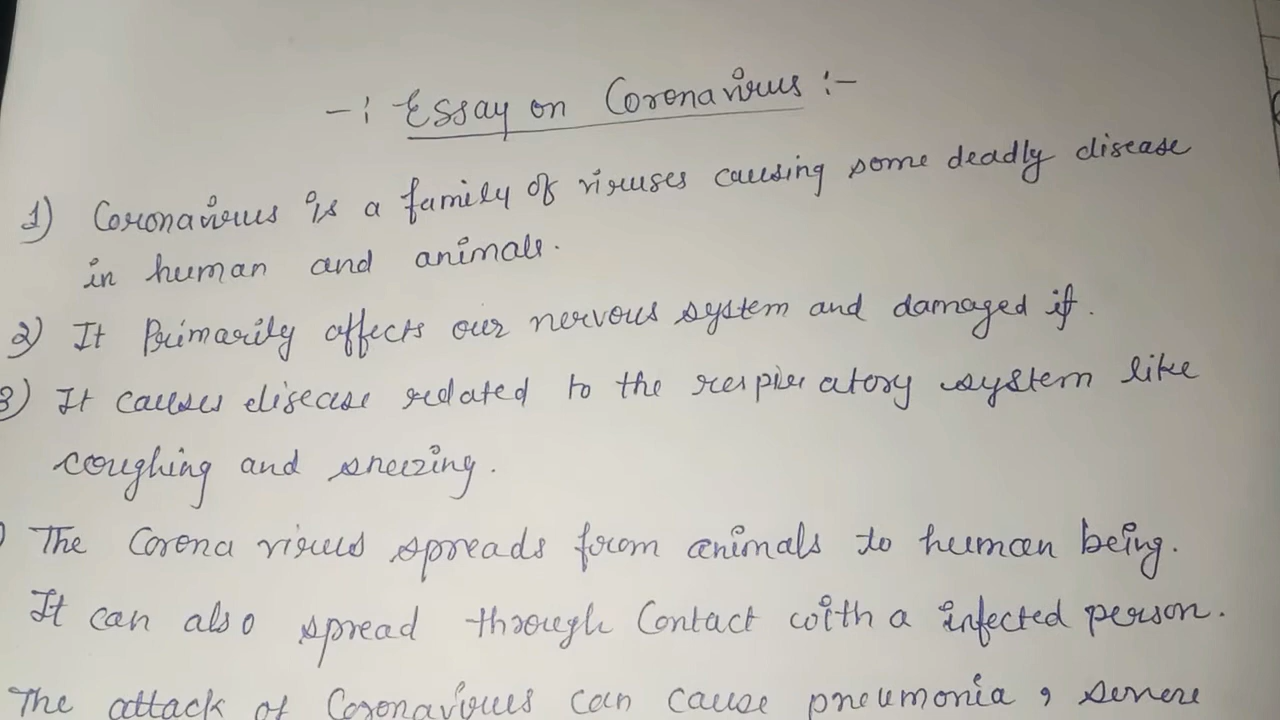 -: Essay on Coronavirus :-
1) Coronavirus is a family of viruses causing some deadly disease
in human and animals.
2) It Primarily affects our nervous system and damaged it.
3) It causes disease related to the respiratory system like
coughing and sneezing.
) The Corona virus spreads from animals to human being.
It can also spread through Contact with a infected person.
The attack of Coronavirus can cause pneumonia, severe